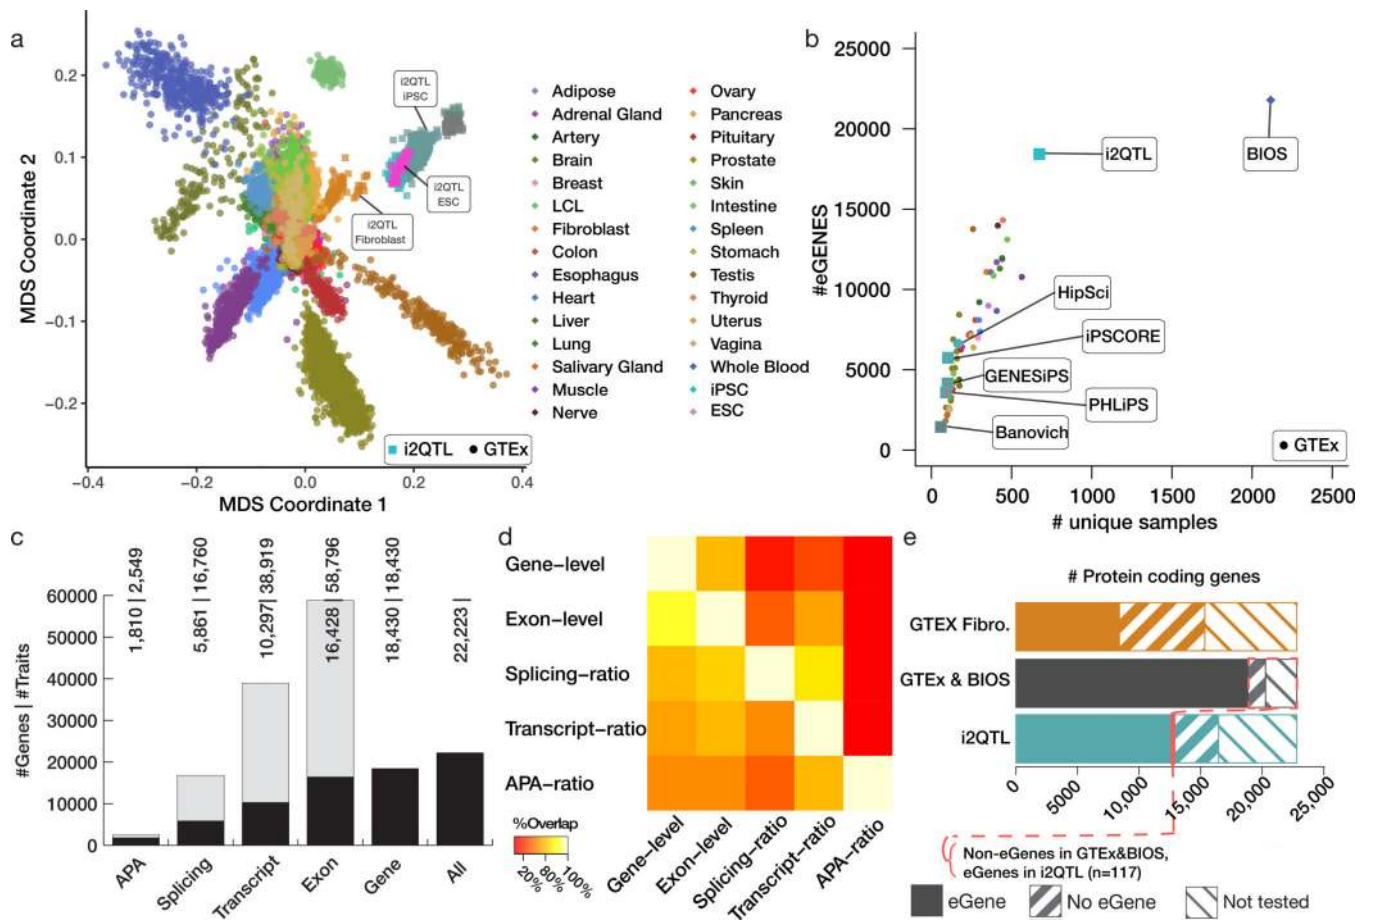 a
MDS Coordinate 2
0.2
0.1
0.0
−0.1
−0.2
−0.4
−0.2
0.0
0.2
0.4
MDS Coordinate 1
i2QTL
iPSC
i2QTL
ESC
i2QTL
Fibroblast
i2QTL
GTEx
Adipose
Adrenal Gland
Artery
Brain
Breast
LCL
Fibroblast
Colon
Esophagus
Heart
Liver
Lung
Salivary Gland
Muscle
Nerve
Ovary
Pancreas
Pituitary
Prostate
Skin
Intestine
Spleen
Stomach
Testis
Thyroid
Uterus
Vagina
Whole Blood
iPSC
ESC
b
#eGENES
25000
20000
15000
10000
5000
0
0
500
1000
1500
2000
2500
# unique samples
i2QTL
BIOS
HipSci
iPSCORE
GENESiPS
PHLiPS
Banovich
GTEx
c
#Genes | #Traits
60000
50000
40000
30000
20000
10000
0
1,810 | 2,549
5,861 | 16,760
10,297| 38,919
16,428 | 58,796
18,430 | 18,430
22,223 |
APA
Splicing
Transcript
Exon
Gene
All
d
Gene−level
Exon−level
Splicing−ratio
Transcript−ratio
APA−ratio
%Overlap
20%
80%
100%
Gene−level
Exon−level
Splicing−ratio
Transcript−ratio
APA−ratio
e
# Protein coding genes
GTEX Fibro.
GTEx & BIOS
i2QTL
0
5000
10,000
15,000
20,000
25,000
Non-eGenes in GTEx&BIOS,
eGenes in i2QTL (n=117)
eGene
No eGene
Not tested